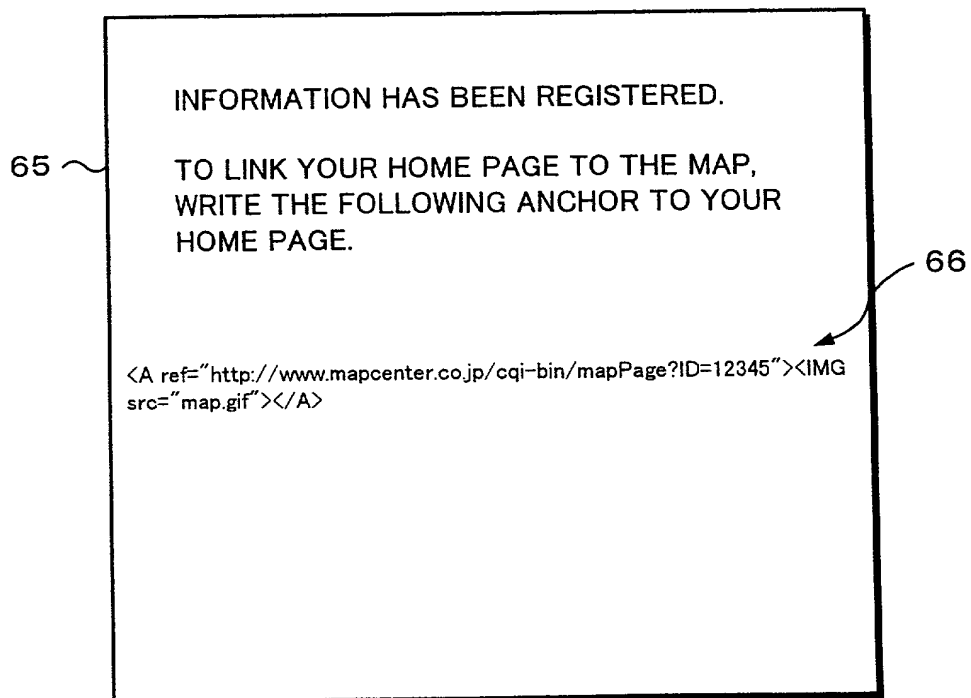 INFORMATION HAS BEEN REGISTERED.
65
TO LINK YOUR HOME PAGE TO THE MAP,
WRITE THE FOLLOWING ANCHOR TO YOUR
HOME PAGE.
66
<A ref="http://www.mapcenter.co.jp/cqi-bin/mapPage?ID=12345"><IMG
src="map.gif"></A>